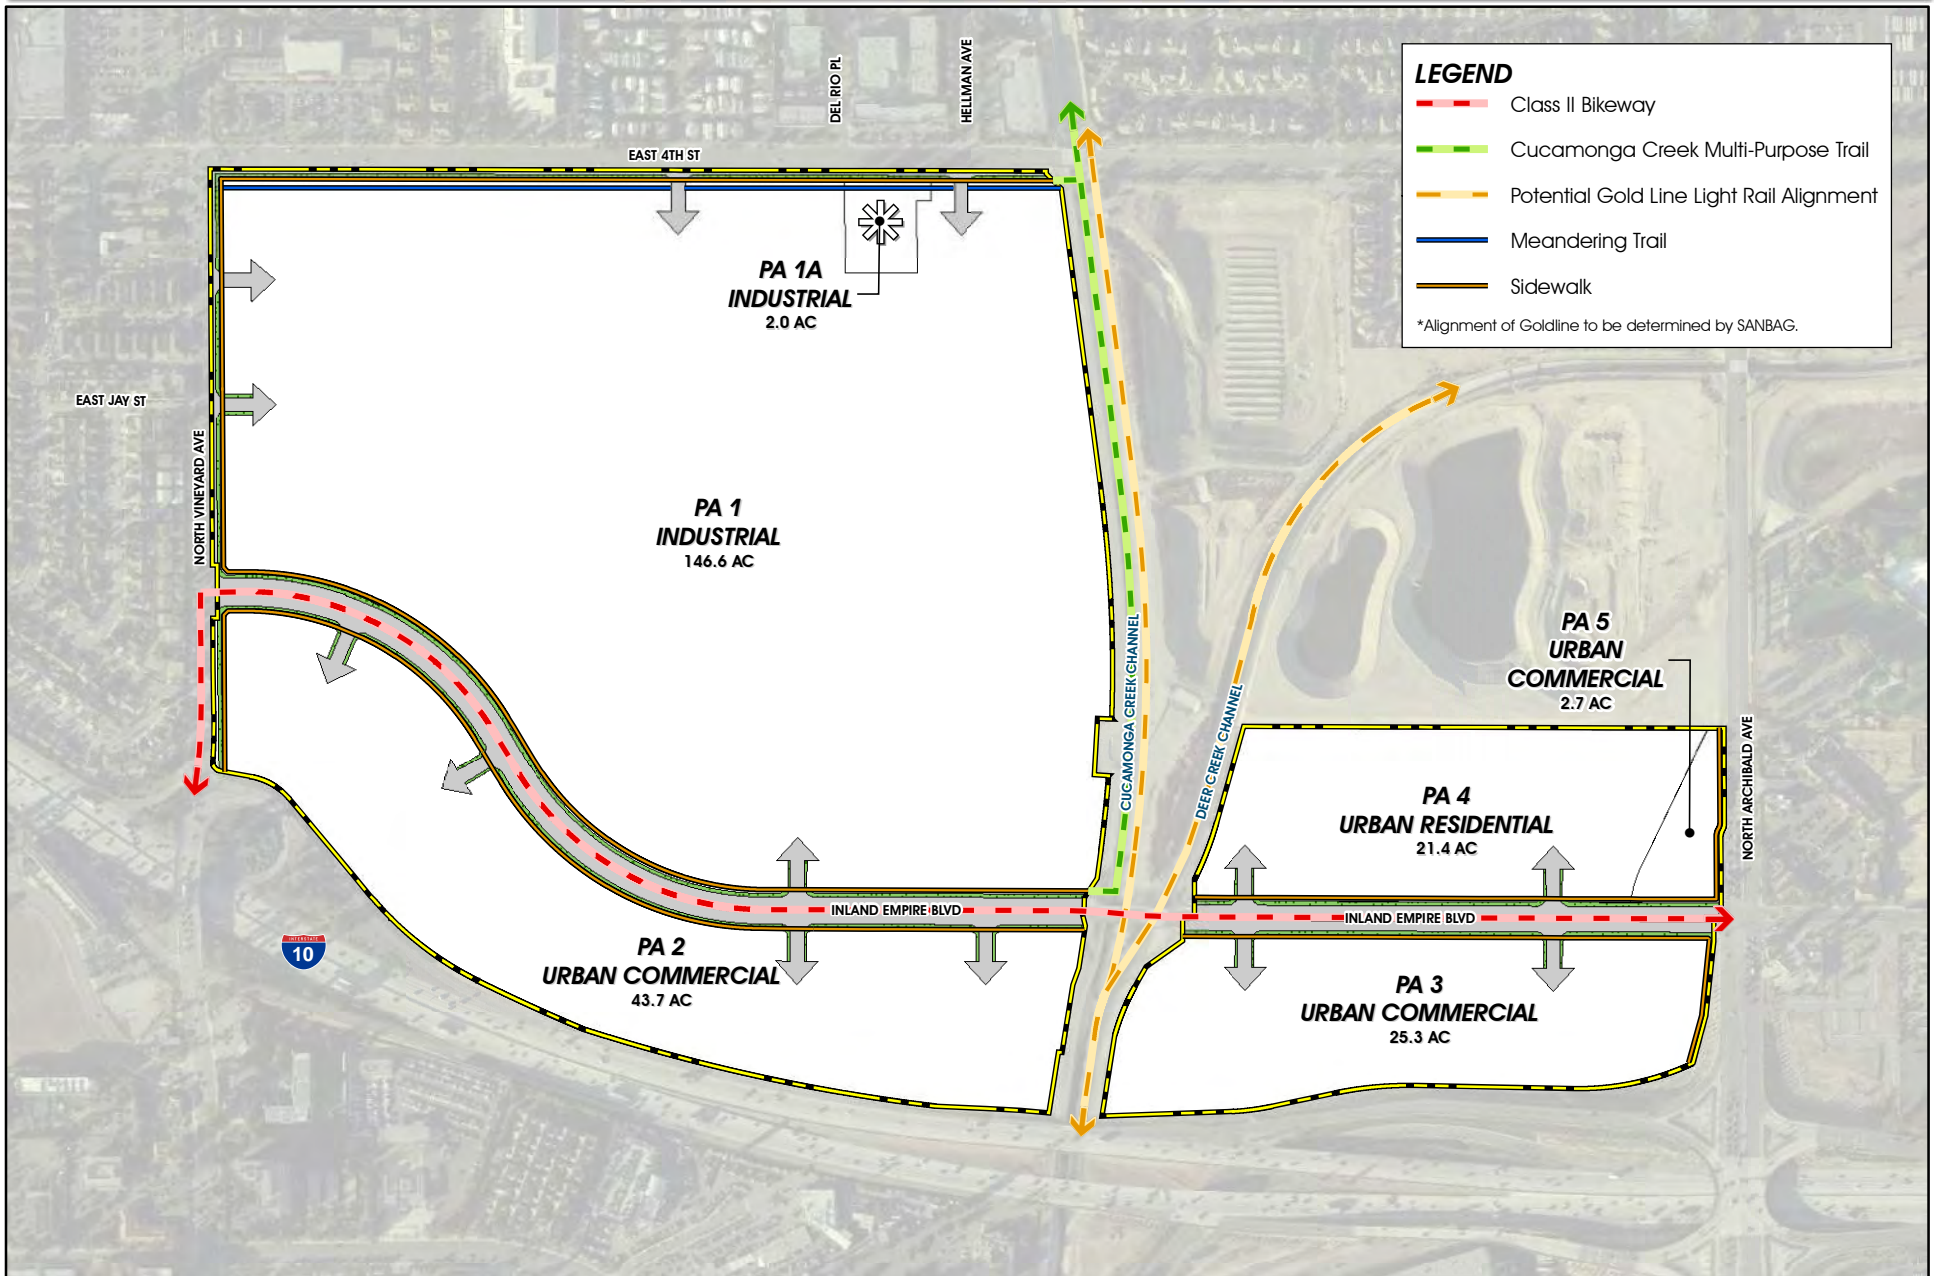 DEL RIO PL
HELLMAN AVE
EAST 4TH ST
LEGEND
Class II Bikeway
Cucamonga Creek Multi-Purpose Trail
Potential Gold Line Light Rail Alignment
Meandering Trail
Sidewalk
*Alignment of Goldline to be determined by SANBAG.
PA 1A
INDUSTRIAL
2.0 AC
EAST JAY ST
NORTH VINEYARD AVE
PA 1
INDUSTRIAL
146.6 AC
CUCAMONGA CREEK CHANNEL
DEER CREEK CHANNEL
PA 5
URBAN
COMMERCIAL
2.7 AC
NORTH ARCHIBALD AVE
PA 4
URBAN RESIDENTIAL
21.4 AC
INLAND EMPIRE BLVD
INLAND EMPIRE BLVD
INTERSTATE
10
PA 2
URBAN COMMERCIAL
43.7 AC
PA 3
URBAN COMMERCIAL
25.3 AC